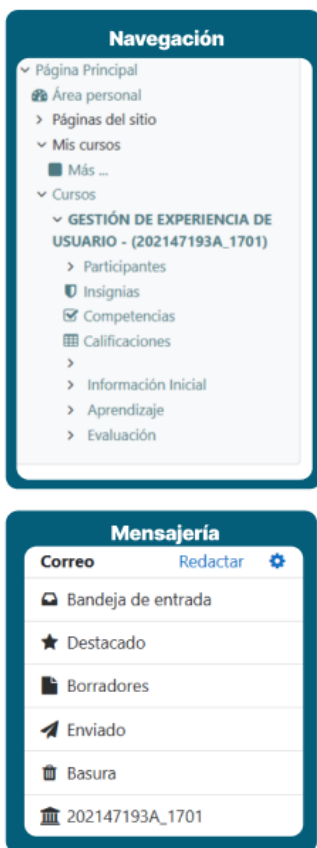 Navegación
Página Principal
Área personal
Páginas del sitio
Mis cursos
Más ...
Cursos
GESTIÓN DE EXPERIENCIA DE
USUARIO - (202147193A_1701)
Participantes
Insignias
Competencias
Calificaciones
Información Inicial
Aprendizaje
Evaluación
Mensajería
Correo Redactar
Bandeja de entrada
Destacado
Borradores
Enviado
Basura
202147193A_1701